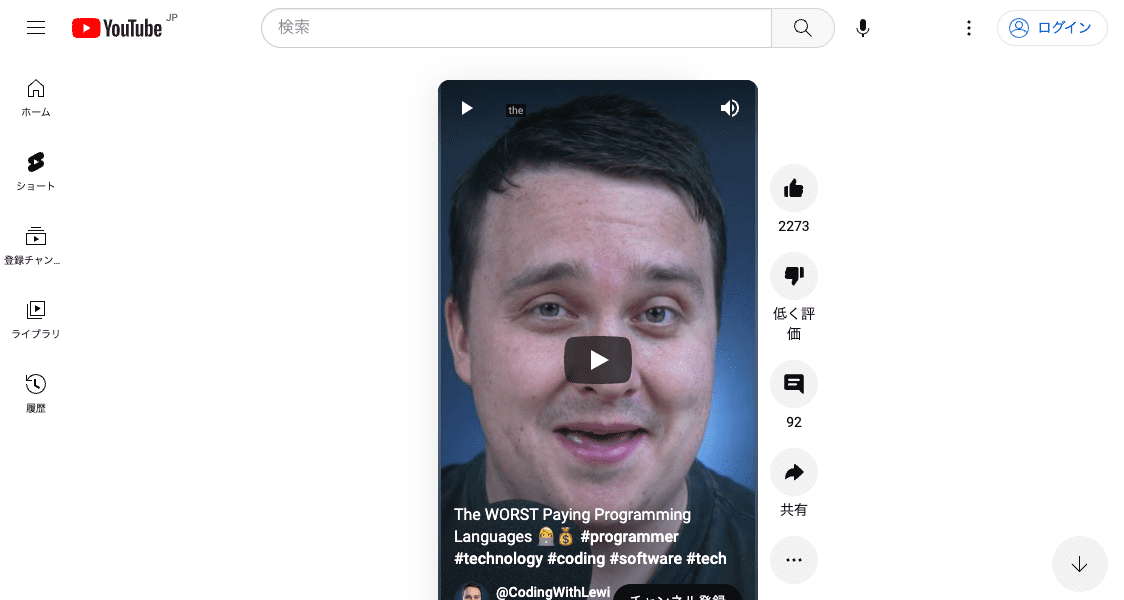 YouTube JP
検索
ログイン
ホーム
ショート
登録チャン...
ライブラリ
履歴
the
The WORST Paying Programming
Languages 👨‍💻💰 #programmer
#technology #coding #software #tech
@CodingWithLewi
チャンネル登録
2273
低く評
価
92
共有